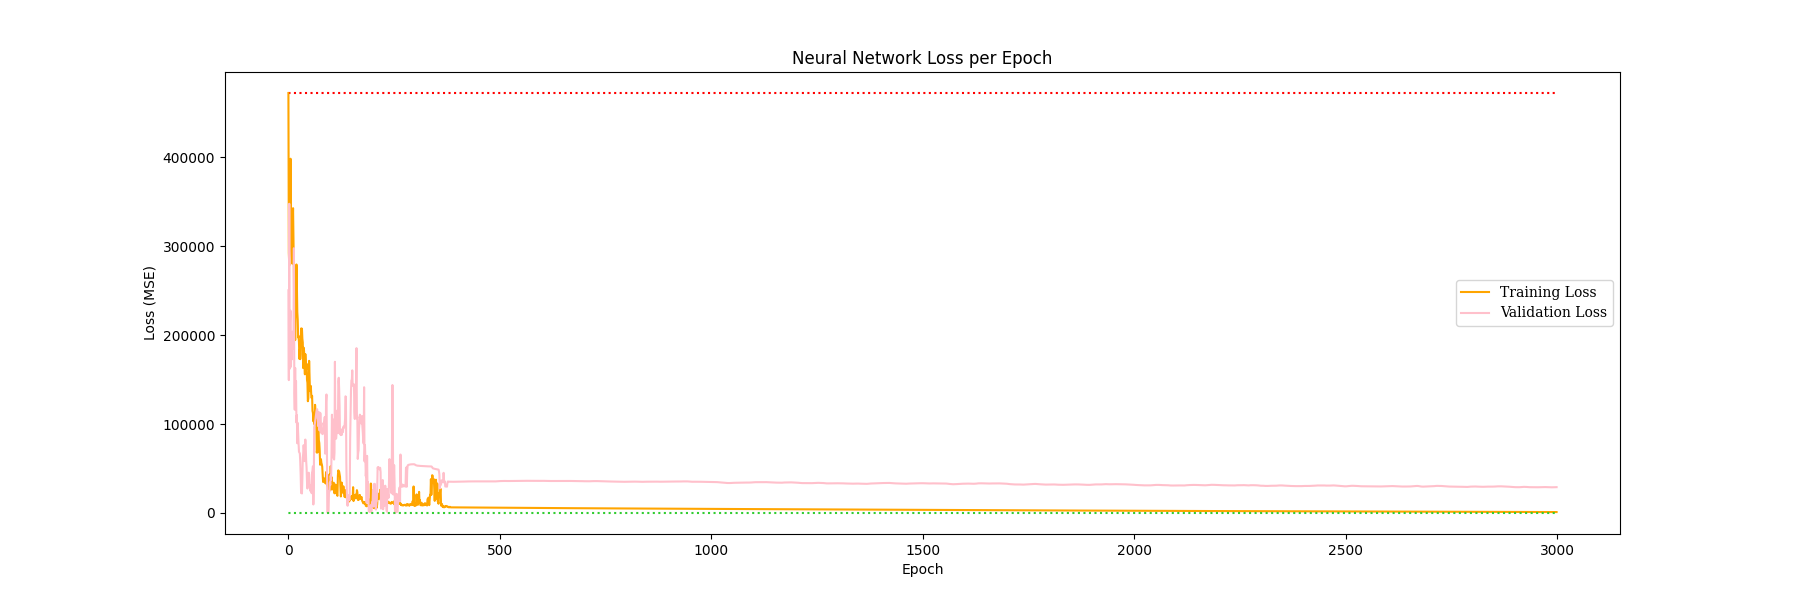 Neural Network Loss per Epoch
400000
300000
200000
100000
0
Loss (MSE)
Training Loss
Validation Loss
0 500 1000 1500 2000 2500 3000
Epoch